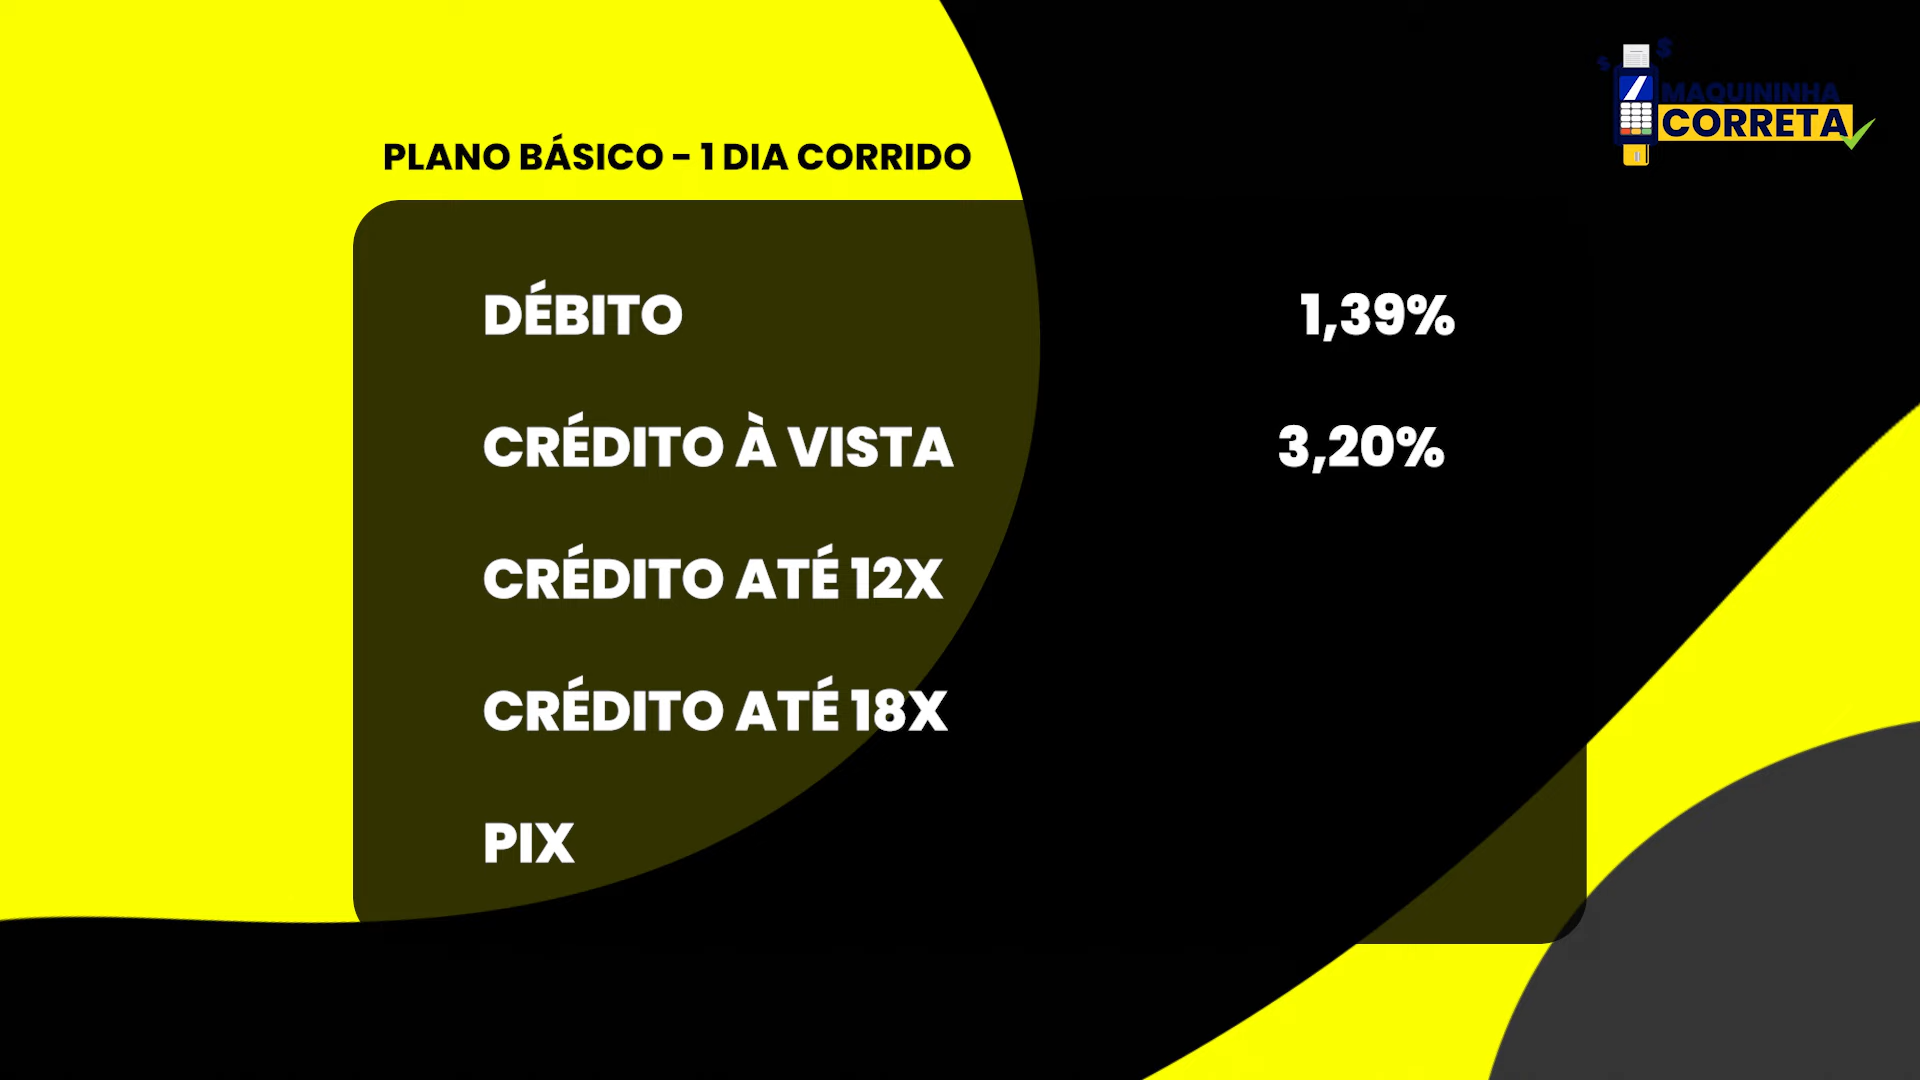 MAQUININHA
CORRETA
PLANO BÁSICO - 1 DIA CORRIDO
DÉBITO 1,39%
CRÉDITO À VISTA 3,20%
CRÉDITO ATÉ 12X
CRÉDITO ATÉ 18X
PIX